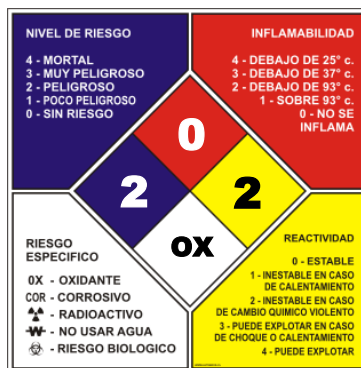 NIVEL DE RIESGO
4 - MORTAL
3 - MUY PELIGROSO
2 - PELIGROSO
1 - POCO PELIGROSO
0 - SIN RIESGO
INFLAMABILIDAD
4 - DEBAJO DE 25° c.
3 - DEBAJO DE 37° c.
2 - DEBAJO DE 93° c.
1 - SOBRE 93° c.
0 - NO SE
INFLAMA
0
2
2
OX
RIESGO
ESPECIFICO
OX - OXIDANTE
COR - CORROSIVO
- RADIOACTIVO
W - NO USAR AGUA
- RIESGO BIOLOGICO
REACTIVIDAD
0 - ESTABLE
1 - INESTABLE EN CASO
DE CALENTAMIENTO
2 - INESTABLE EN CASO
DE CAMBIO QUIMICO VIOLENTO
3 - PUEDE EXPLOTAR EN CASO
DE CHOQUE O CALENTAMIENTO
4 - PUEDE EXPLOTAR